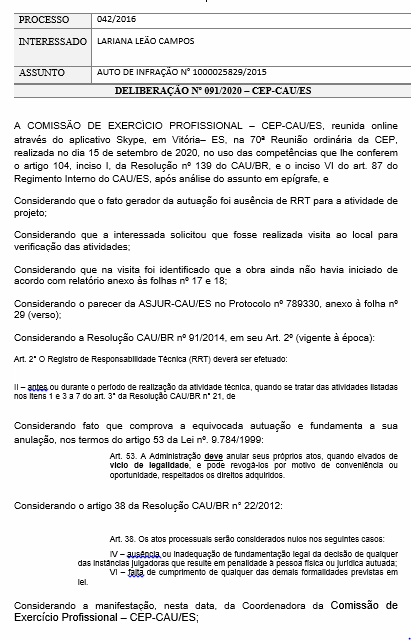 PROCESSO 042/2016
INTERESSADO LARIANA LEÃO CAMPOS
ASSUNTO AUTO DE INFRAÇÃO N° 1000025829/2015
DELIBERAÇÃO Nº 091/2020 – CEP-CAU/ES
A COMISSÃO DE EXERCÍCIO PROFISSIONAL – CEP-CAU/ES, reunida online
através do aplicativo Skype, em Vitória– ES, na 70ª Reunião ordinária da CEP,
realizada no dia 15 de setembro de 2020, no uso das competências que lhe conferem
o artigo 104, inciso I, da Resolução nº 139 do CAU/BR, e o inciso VI do art. 87 do
Regimento Interno do CAU/ES, após análise do assunto em epígrafe, e
Considerando que o fato gerador da autuação foi ausência de RRT para a atividade de
projeto;
Considerando que a interessada solicitou que fosse realizada visita ao local para
verificação das atividades;
Considerando que na visita foi identificado que a obra ainda não havia iniciado de
acordo com relatório anexo às folhas nº 17 e 18;
Considerando o parecer da ASJUR-CAU/ES no Protocolo nº 789330, anexo à folha nº
29 (verso);
Considerando a Resolução CAU/BR nº 91/2014, em seu Art. 2º (vigente à época):
Art. 2° O Registro de Responsabilidade Técnica (RRT) deverá ser efetuado:
II – antes ou durante o período de realização da atividade técnica, quando se tratar das atividades listadas
nos itens 1 e 3 a 7 do art. 3° da Resolução CAU/BR n° 21, de
Considerando fato que comprova a equivocada autuação e fundamenta a sua
anulação, nos termos do artigo 53 da Lei nº. 9.784/1999:
Art. 53. A Administração deve anular seus próprios atos, quando eivados de
vício de legalidade, e pode revogá-los por motivo de conveniência ou
oportunidade, respeitados os direitos adquiridos.
Considerando o artigo 38 da Resolução CAU/BR n° 22/2012:
Art. 38. Os atos processuais serão considerados nulos nos seguintes casos:
IV – ausência ou inadequação de fundamentação legal da decisão de qualquer
das instâncias julgadoras que resulte em penalidade à pessoa física ou jurídica autuada;
VI – falta de cumprimento de qualquer das demais formalidades previstas em
lei.
Considerando a manifestação, nesta data, da Coordenadora da Comissão de
Exercício Profissional – CEP-CAU/ES;